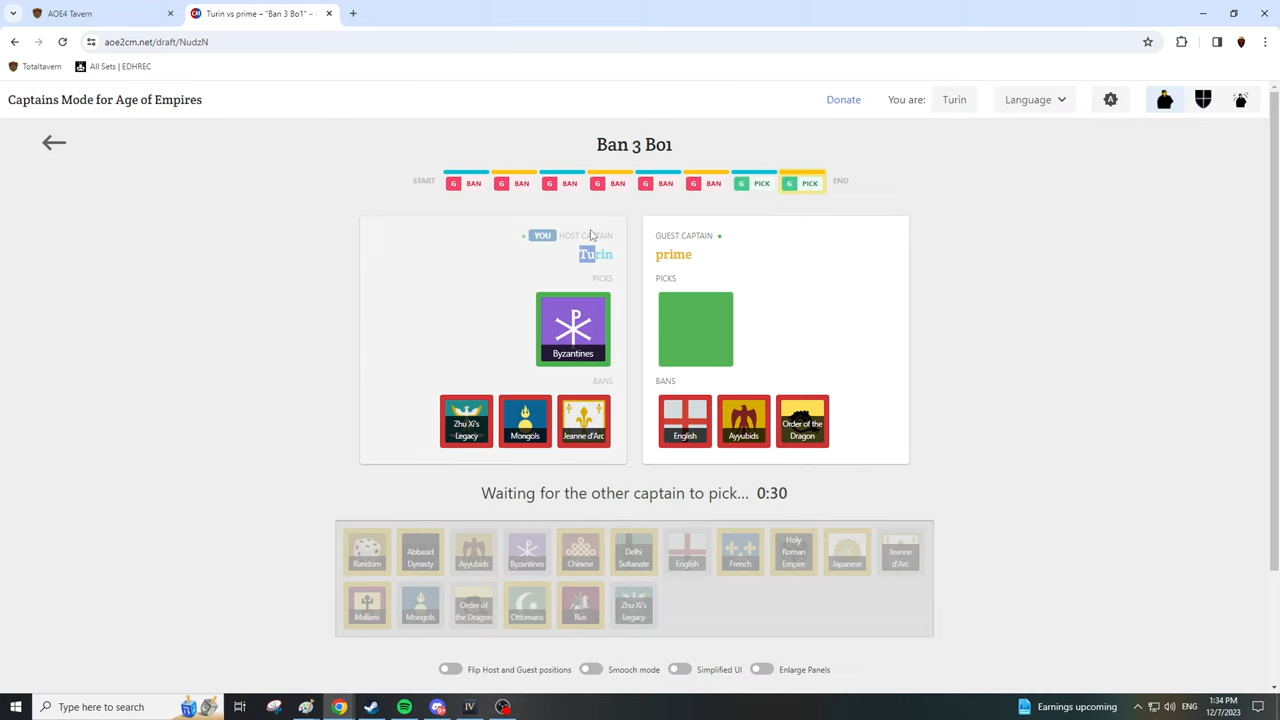 AOE4 Tavern
Turin vs prime – "Ban 3 Bo1" –
aoe2cm.net/draft/NudzN
Totaltavern
All Sets | EDHREC
Captains Mode for Age of Empires
Donate
You are:
Turin
Language
Ban 3 Bo1
START
G BAN
G BAN
G BAN
G BAN
G BAN
G BAN
G PICK
G PICK
END
YOU HOST CAPTAIN
Turin
PICKS
Byzantines
BANS
Zhu Xi's
Legacy
Mongols
Jeanne d'Arc
GUEST CAPTAIN
prime
PICKS
BANS
English
Ayyubids
Order of the
Dragon
Waiting for the other captain to pick... 0:30
Random
Abbasid
Dynasty
Ayyubids
Byzantines
Chinese
Delhi
Sultanate
English
French
Holy
Roman
Empire
Japanese
Jeanne
d'Arc
Malians
Mongols
Order of
the Dragon
Ottomans
Rus
Zhu Xi's
Legacy
Flip Host and Guest positions
Smooch mode
Simplified UI
Enlarge Panels
Type here to search
Earnings upcoming
ENG
1:34 PM
12/7/2023